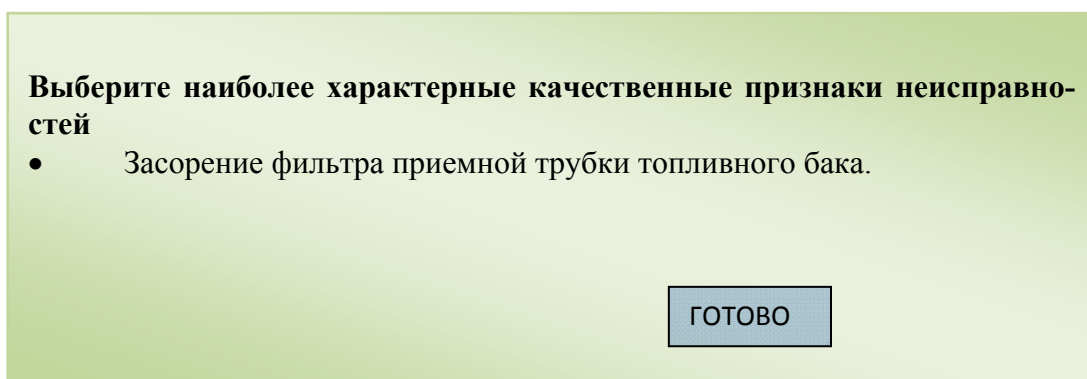 Выберите наиболее характерные качественные признаки неисправно-
стей
• Засорение фильтра приемной трубки топливного бака.
ГОТОВО